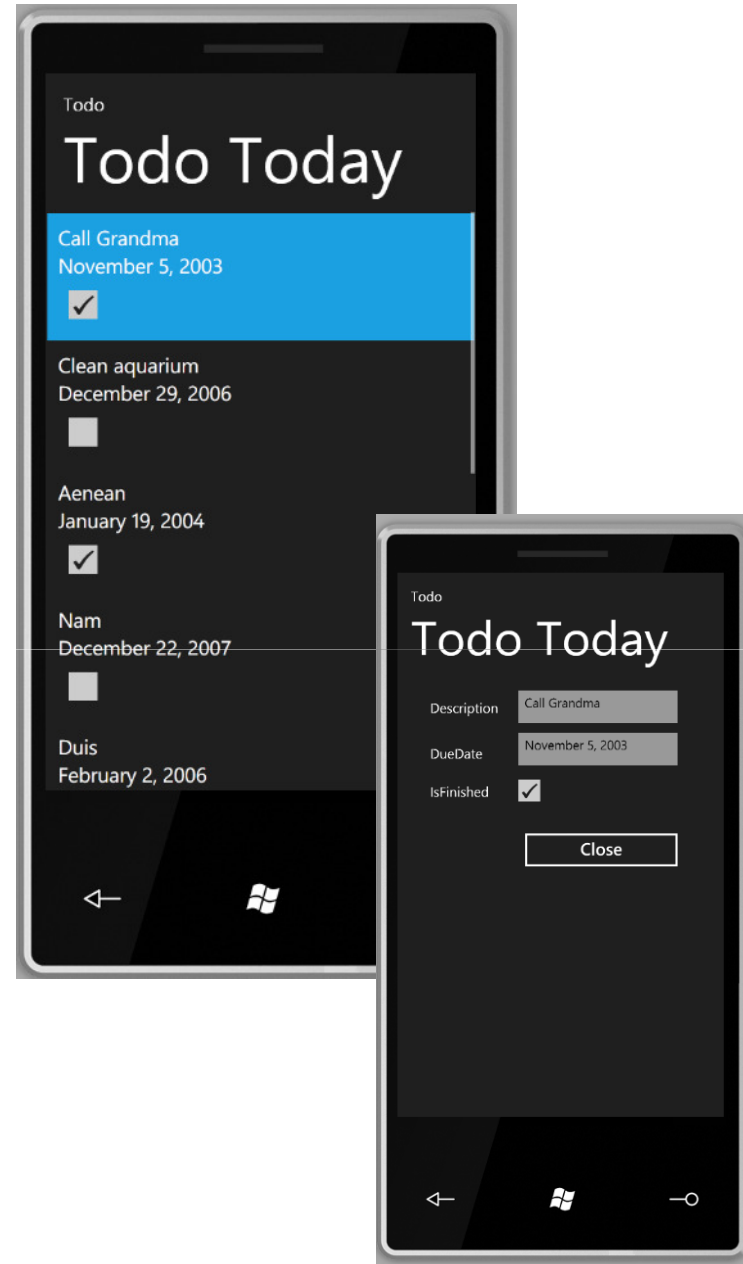 Todo
Todo Today
Call Grandma
November 5, 2003
Clean aquarium
December 29, 2006
Aenean
January 19, 2004
Nam
December 22, 2007
Duis
February 2, 2006
Todo
Todo Today
Description
Call Grandma
DueDate
November 5, 2003
IsFinished
Close